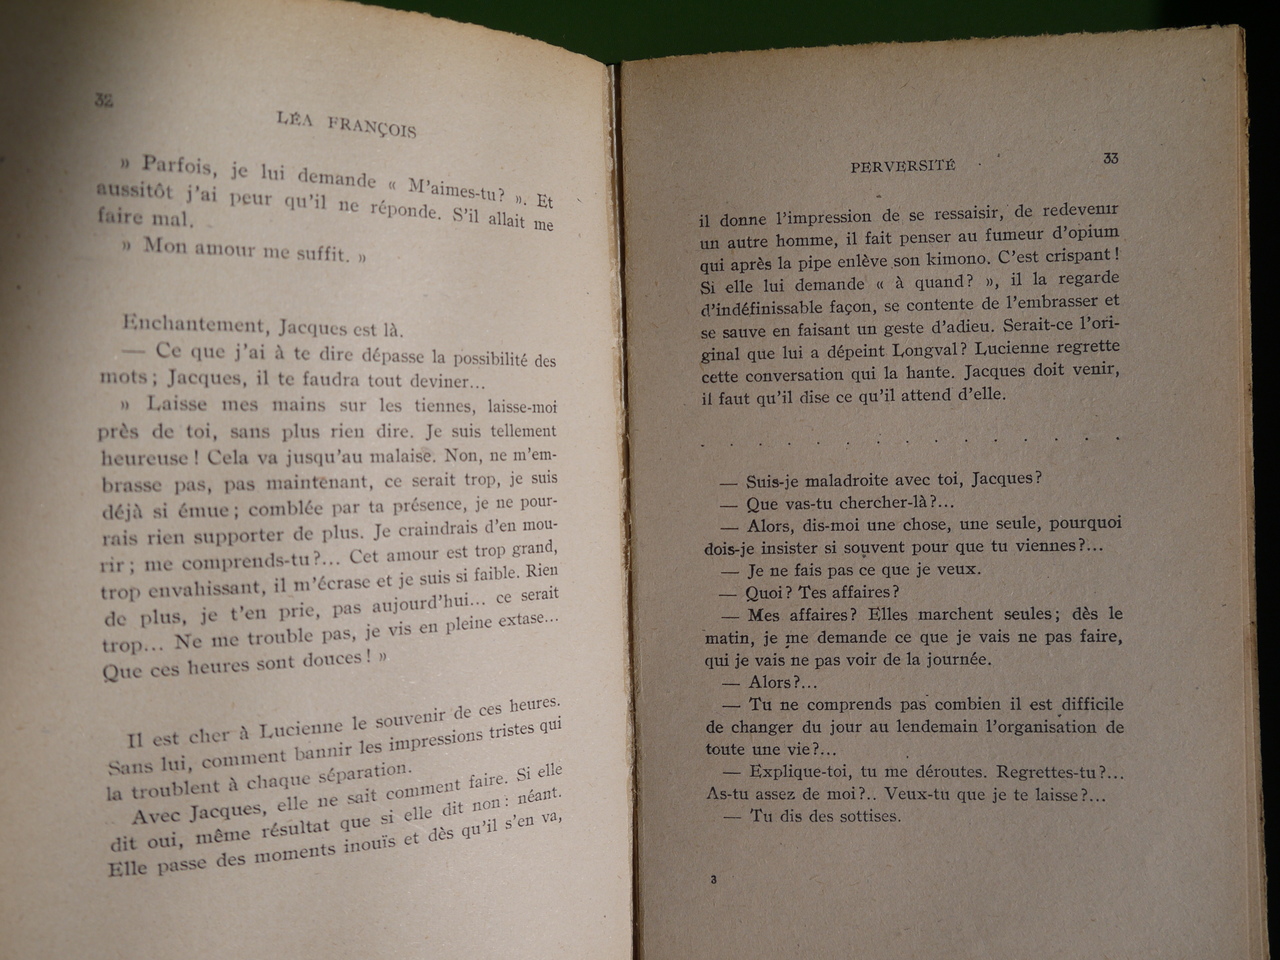 32
LÉA FRANÇOIS
» Parfois, je lui demande « M'aimes-tu? ». Et
aussitôt j'ai peur qu'il ne réponde. S'il allait me
faire mal.
» Mon amour me suffit. »
Enchantement, Jacques est là.
— Ce que j'ai à te dire dépasse la possibilité des
mots; Jacques, il te faudra tout deviner...
» Laisse mes mains sur les tiennes, laisse-moi
près de toi, sans plus rien dire. Je suis tellement
heureuse! Cela va jusqu'au malaise. Non, ne m'em-
brasse pas, pas maintenant, ce serait trop, je suis
déjà si émue; comblée par ta présence, je ne pour-
rais rien supporter de plus. Je craindrais d'en mou-
rir; me comprends-tu?... Cet amour est trop grand,
trop envahissant, il m'écrase et je suis si faible. Rien
de plus, je t'en prie, pas aujourd'hui... ce serait
trop... Ne me trouble pas, je vis en pleine extase...
Que ces heures sont douces! »
Il est cher à Lucienne le souvenir de ces heures.
Sans lui, comment bannir les impressions tristes qui
la troublent à chaque séparation.
Avec Jacques, elle ne sait comment faire. Si elle
dit oui, même résultat que si elle dit non: néant.
Elle passe des moments inouïs et dès qu'il s'en va,
PERVERSITÉ
33
il donne l'impression de se ressaisir, de redevenir
un autre homme, il fait penser au fumeur d'opium
qui après la pipe enlève son kimono. C'est crispant!
Si elle lui demande « à quand? », il la regarde
d'indéfinissable façon, se contente de l'embrasser et
se sauve en faisant un geste d'adieu. Serait-ce l'ori-
ginal que lui a dépeint Longval? Lucienne regrette
cette conversation qui la hante. Jacques doit venir,
il faut qu'il dise ce qu'il attend d'elle.
. . . . . . . . . . . . . .
— Suis-je maladroite avec toi, Jacques?
— Que vas-tu chercher-là?...
— Alors, dis-moi une chose, une seule, pourquoi
dois-je insister si souvent pour que tu viennes?...
— Je ne fais pas ce que je veux.
— Quoi? Tes affaires?
— Mes affaires? Elles marchent seules; dès le
matin, je me demande ce que je vais ne pas faire,
qui je vais ne pas voir de la journée.
— Alors?...
— Tu ne comprends pas combien il est difficile
de changer du jour au lendemain l'organisation de
toute une vie?...
— Explique-toi, tu me déroutes. Regrettes-tu?...
As-tu assez de moi?.. Veux-tu que je te laisse?...
— Tu dis des sottises.
3